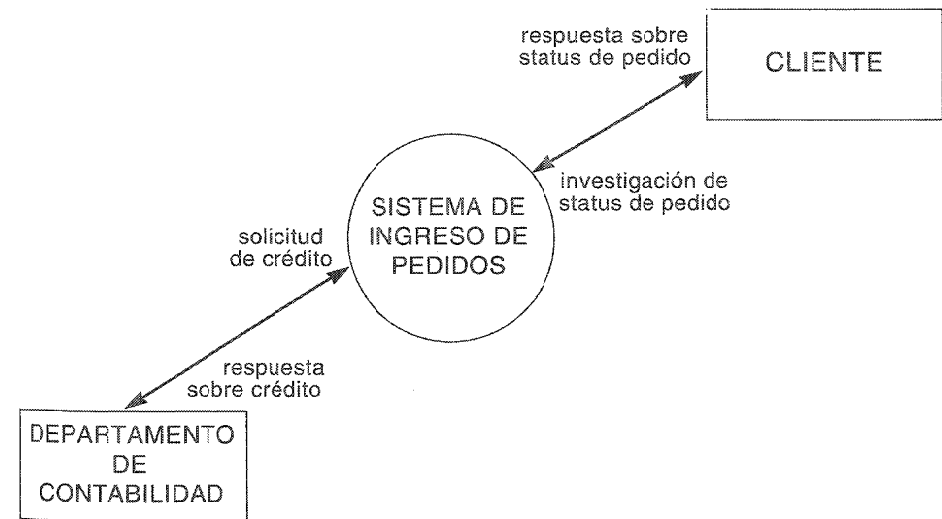 respuesta sobre
status de pedido
CLIENTE
investigación de
status de pedido
SISTEMA DE
INGRESO DE
PEDIDOS
solicitud
de crédito
respuesta
sobre crédito
DEPARTAMENTO
DE
CONTABILIDAD